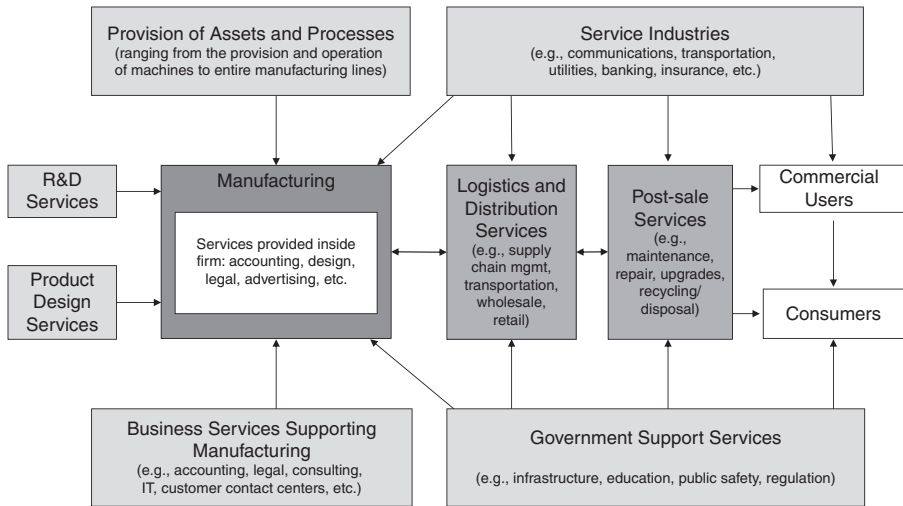 Provision of Assets and Processes
(ranging from the provision and operation
of machines to entire manufacturing lines)
Service Industries
(e.g., communications, transportation,
utilities, banking, insurance, etc.)
R&D
Services
Product
Design
Services
Manufacturing
Services provided inside
firm: accounting, design,
legal, advertising, etc.
Logistics and
Distribution
Services
(e.g., supply
chain mgmt,
transportation,
wholesale,
retail)
Post-sale
Services
(e.g.,
maintenance,
repair, upgrades,
recycling/
disposal)
Commercial
Users
Consumers
Business Services Supporting
Manufacturing
(e.g., accounting, legal, consulting,
IT, customer contact centers, etc.)
Government Support Services
(e.g., infrastructure, education, public safety, regulation)